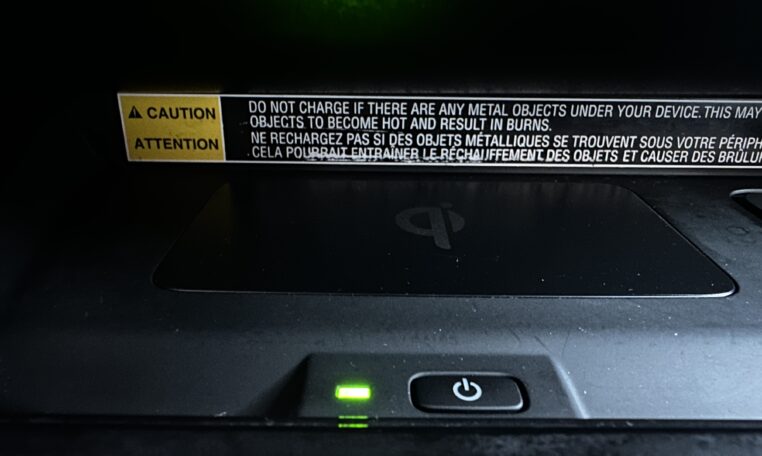 CAUTION
ATTENTION
DO NOT CHARGE IF THERE ARE ANY METAL OBJECTS UNDER YOUR DEVICE. THIS MAY
OBJECTS TO BECOME HOT AND RESULT IN BURNS.
NE RECHARGEZ PAS SI DES OBJETS MÉTALLIQUES SE TROUVENT SOUS VOTRE
CELA POURRAIT ENTRAÎNER LE RÉCHAUFFEMENT DES OBJETS ET CAUSER DES